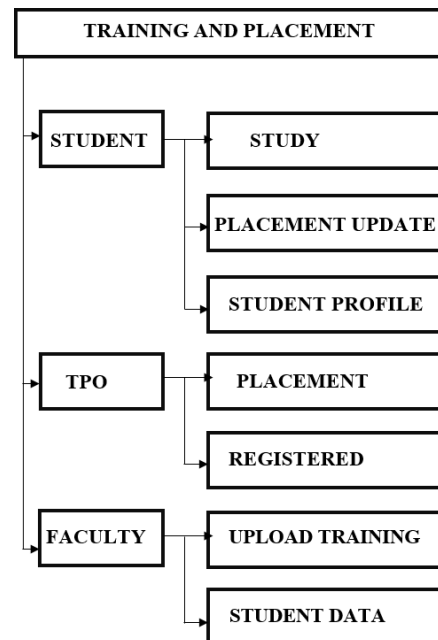 TRAINING AND PLACEMENT
STUDENT
STUDY
PLACEMENT UPDATE
STUDENT PROFILE
TPO
PLACEMENT
REGISTERED
FACULTY
UPLOAD TRAINING
STUDENT DATA